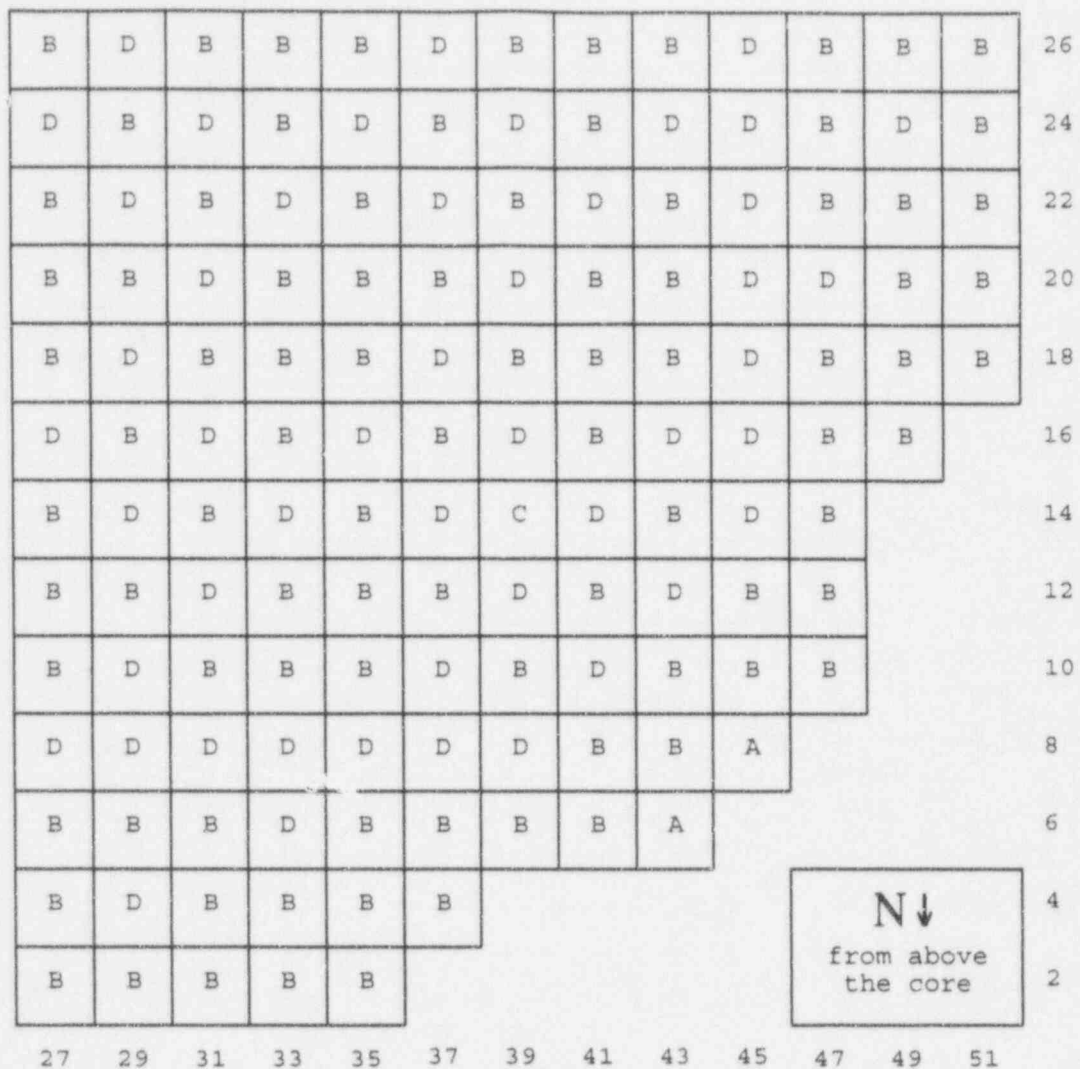 B D B B B D B B B D B B B 26
D B D B D B D B D D B D B 24
B D B D B D B D B D B B B 22
B B D B B B D B B D D B B 20
B D B B B D B B B D B B B 18
D B D B D B D B D D B B 16
B D B D B D C D B D B 14
B B D B B B D B D B B 12
B D B B B D B D B B B 10
D D D D D D D B B A 8
B B B D B B B B A 6
B D B B B B 4
N↓
from above
the core
B B B B B 2
27 29 31 33 35 37 39 41 43 45 47 49 51